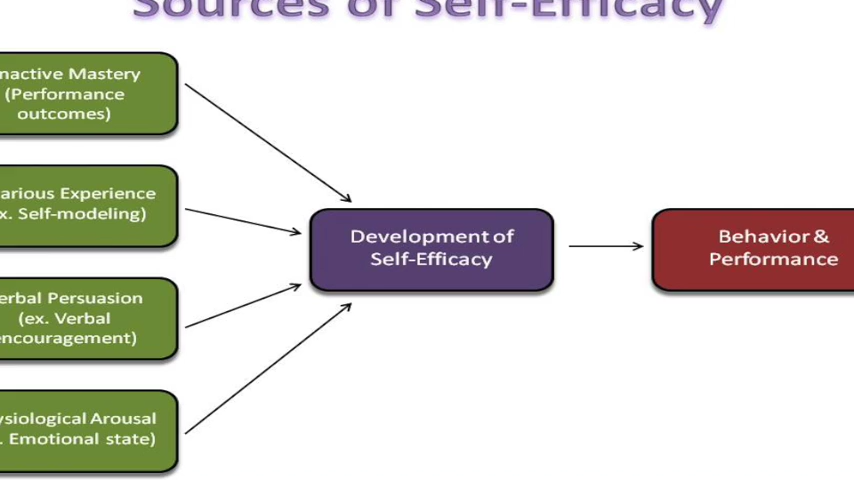 Sources of Self-Efficacy
nactive Mastery
(Performance
outcomes)
arious Experience
x. Self-modeling)
erbal Persuasion
(ex. Verbal
encouragement)
ysiological Arousal
. Emotional state)
Development of
Self-Efficacy
Behavior &
Performance